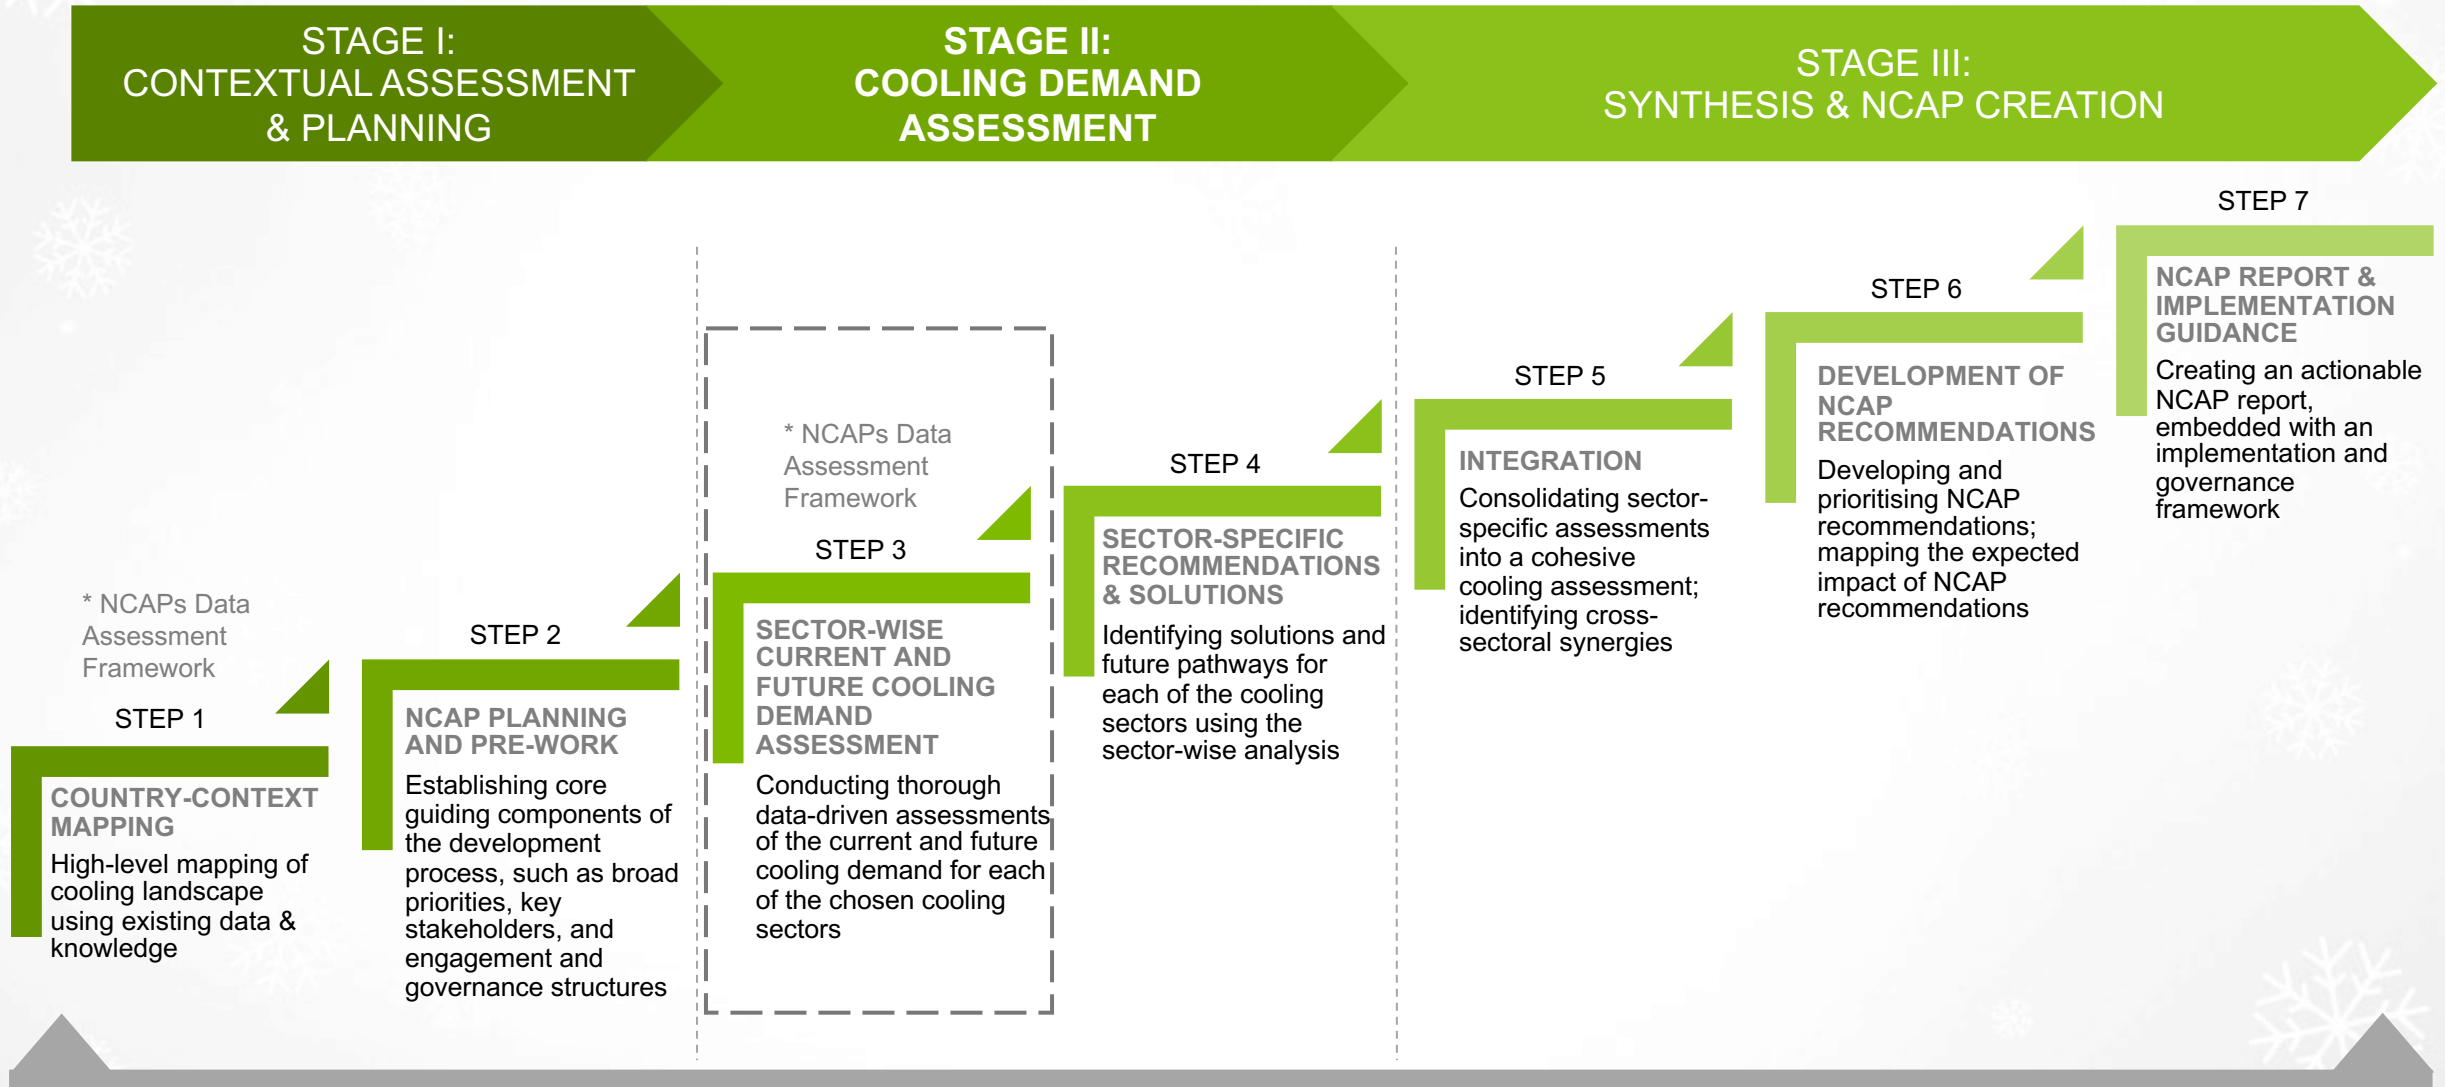 STAGE I:
CONTEXTUAL ASSESSMENT
& PLANNING
STAGE II:
COOLING DEMAND
ASSESSMENT
STAGE III:
SYNTHESIS & NCAP CREATION
* NCAPs Data
Assessment
Framework
STEP 1
COUNTRY-CONTEXT
MAPPING
High-level mapping of
cooling landscape
using existing data &
knowledge
STEP 2
NCAP PLANNING
AND PRE-WORK
Establishing core
guiding components of
the development
process, such as broad
priorities, key
stakeholders, and
engagement and
governance structures
* NCAPs Data
Assessment
Framework
STEP 3
SECTOR-WISE
CURRENT AND
FUTURE COOLING
DEMAND
ASSESSMENT
Conducting thorough
data-driven assessments
of the current and future
cooling demand for each
of the chosen cooling
sectors
STEP 4
SECTOR-SPECIFIC
RECOMMENDATIONS
& SOLUTIONS
Identifying solutions and
future pathways for
each of the cooling
sectors using the
sector-wise analysis
STEP 5
INTEGRATION
Consolidating sector-
specific assessments
into a cohesive
cooling assessment;
identifying cross-
sectoral synergies
STEP 6
DEVELOPMENT OF
NCAP
RECOMMENDATIONS
Developing and
prioritising NCAP
recommendations;
mapping the expected
impact of NCAP
recommendations
STEP 7
NCAP REPORT &
IMPLEMENTATION
GUIDANCE
Creating an actionable
NCAP report,
embedded with an
implementation and
governance
framework